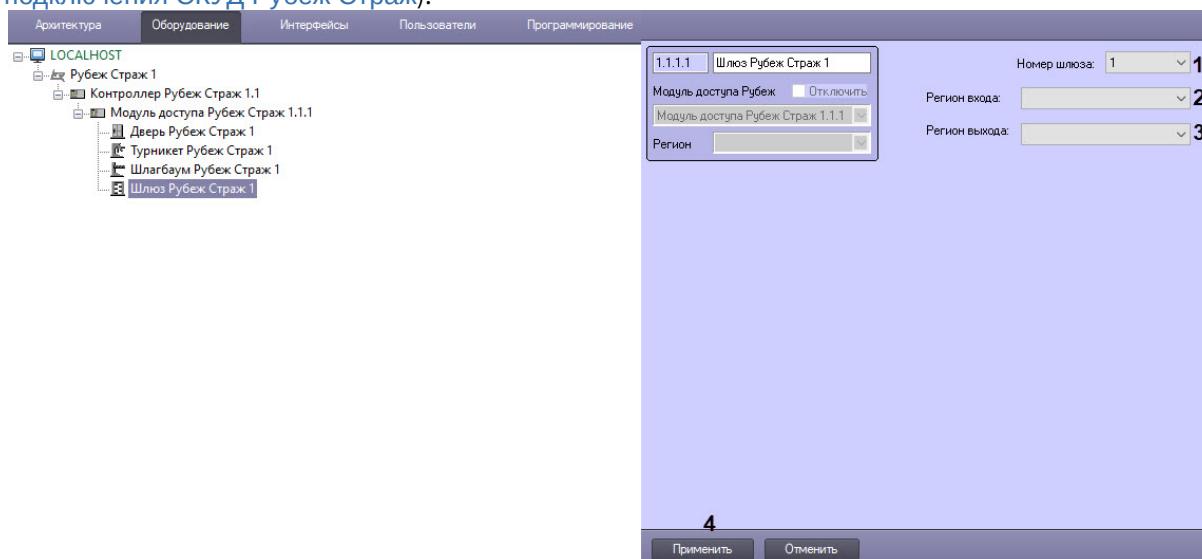 подключения СКУД Рубеж Страж).
Архитектура Оборудование Интерфейсы Пользователи Программирование
LOCALHOST
Рубеж Страж 1
Контроллер Рубеж Страж 1.1
Модуль доступа Рубеж Страж 1.1.1
Дверь Рубеж Страж 1
Турникет Рубеж Страж 1
Шлагбаум Рубеж Страж 1
Шлюз Рубеж Страж 1
1.1.1.1 Шлюз Рубеж Страж 1
Модуль доступа Рубеж Отключить
Модуль доступа Рубеж Страж 1.1.1
Регион
Номер шлюза: 1 1
Регион входа: 2
Регион выхода: 3
4
Применить Отменить